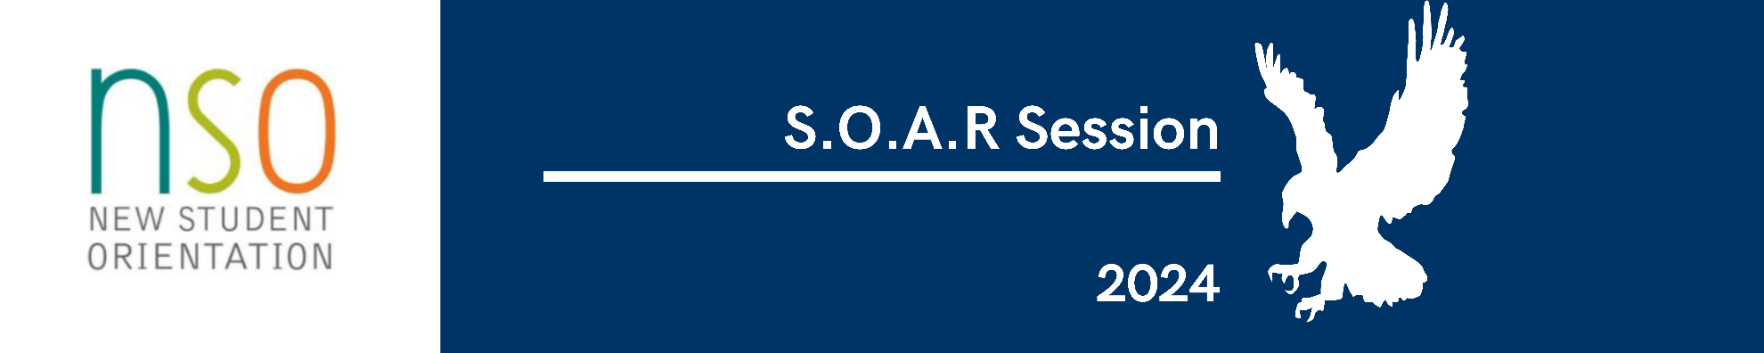 nso
NEW STUDENT
ORIENTATION
S.O.A.R Session
2024